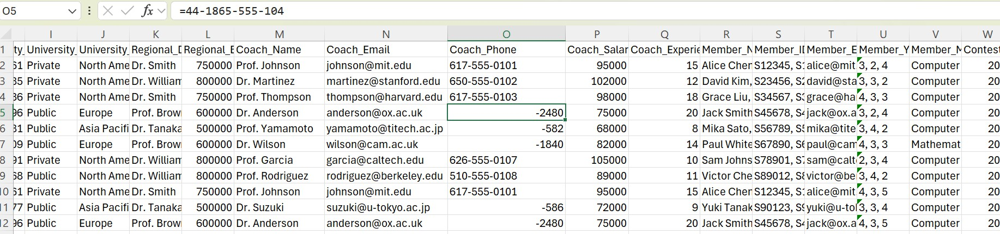 O5 fx =44-1865-555-104
I J K L M N O P Q R S T U V W
1 ty_ University_ University_ Regional_D Regional_B Coach_Name Coach_Email Coach_Phone Coach_Salar Coach_Experie Member_N Member_ID Member_E Member_Y Member_M Contest
2 61 Private North Ame Dr. Smith 750000 Prof. Johnson johnson@mit.edu 617-555-0101 95000 15 Alice Chen S12345, S1 alice@mit 3, 2, 4 Computer 20
3 35 Private North Ame Dr. William 800000 Dr. Martinez martinez@stanford.edu 650-555-0102 102000 12 David Kim, S23456, S2 david@sta 3, 3, 2 Computer 20
4 36 Private North Ame Dr. Smith 750000 Prof. Thompson thompson@harvard.edu 617-555-0103 98000 18 Grace Liu, S34567, S3 grace@ha 4, 3, 3 Computer 20
5 96 Public Europe Prof. Brow 600000 Dr. Anderson anderson@ox.ac.uk -2480 75000 20 Jack Smith S45678, S4 jack@ox.a 3, 2, 4 Computer 20
6 31 Public Asia Pacifi Dr. Tanaka 500000 Prof. Yamamoto yamamoto@titech.ac.jp -582 68000 8 Mika Sato, S56789, S5 mika@tite 3, 4, 2 Computer 20
7 09 Public Europe Prof. Brow 600000 Dr. Wilson wilson@cam.ac.uk -1840 82000 14 Paul White S67890, S6 paul@cam 4, 3, 3 Mathemat 20
8 91 Private North Ame Dr. William 800000 Prof. Garcia garcia@caltech.edu 626-555-0107 105000 10 Sam Johns S78901, S7 sam@calt 2, 3, 4 Computer 20
9 68 Public North Ame Dr. William 800000 Prof. Rodriguez rodriguez@berkeley.edu 510-555-0108 89000 11 Victor Che S89012, S8 victor@be 3, 4, 2 Computer 20
10 61 Private North Ame Dr. Smith 750000 Prof. Johnson johnson@mit.edu 617-555-0101 95000 15 Alice Chen S12345, S1 alice@mit 4, 3, 5 Computer 20
11 77 Public Asia Pacifi Dr. Tanaka 500000 Dr. Suzuki suzuki@u-tokyo.ac.jp -586 72000 9 Yuki Tanak S90123, S9 yuki@u-to 3, 3, 4 Computer 20
12 96 Public Europe Prof. Brow 600000 Dr. Anderson anderson@ox.ac.uk -2480 75000 20 Jack Smith S45678, S4 jack@ox.a 4, 3, 5 Computer 20